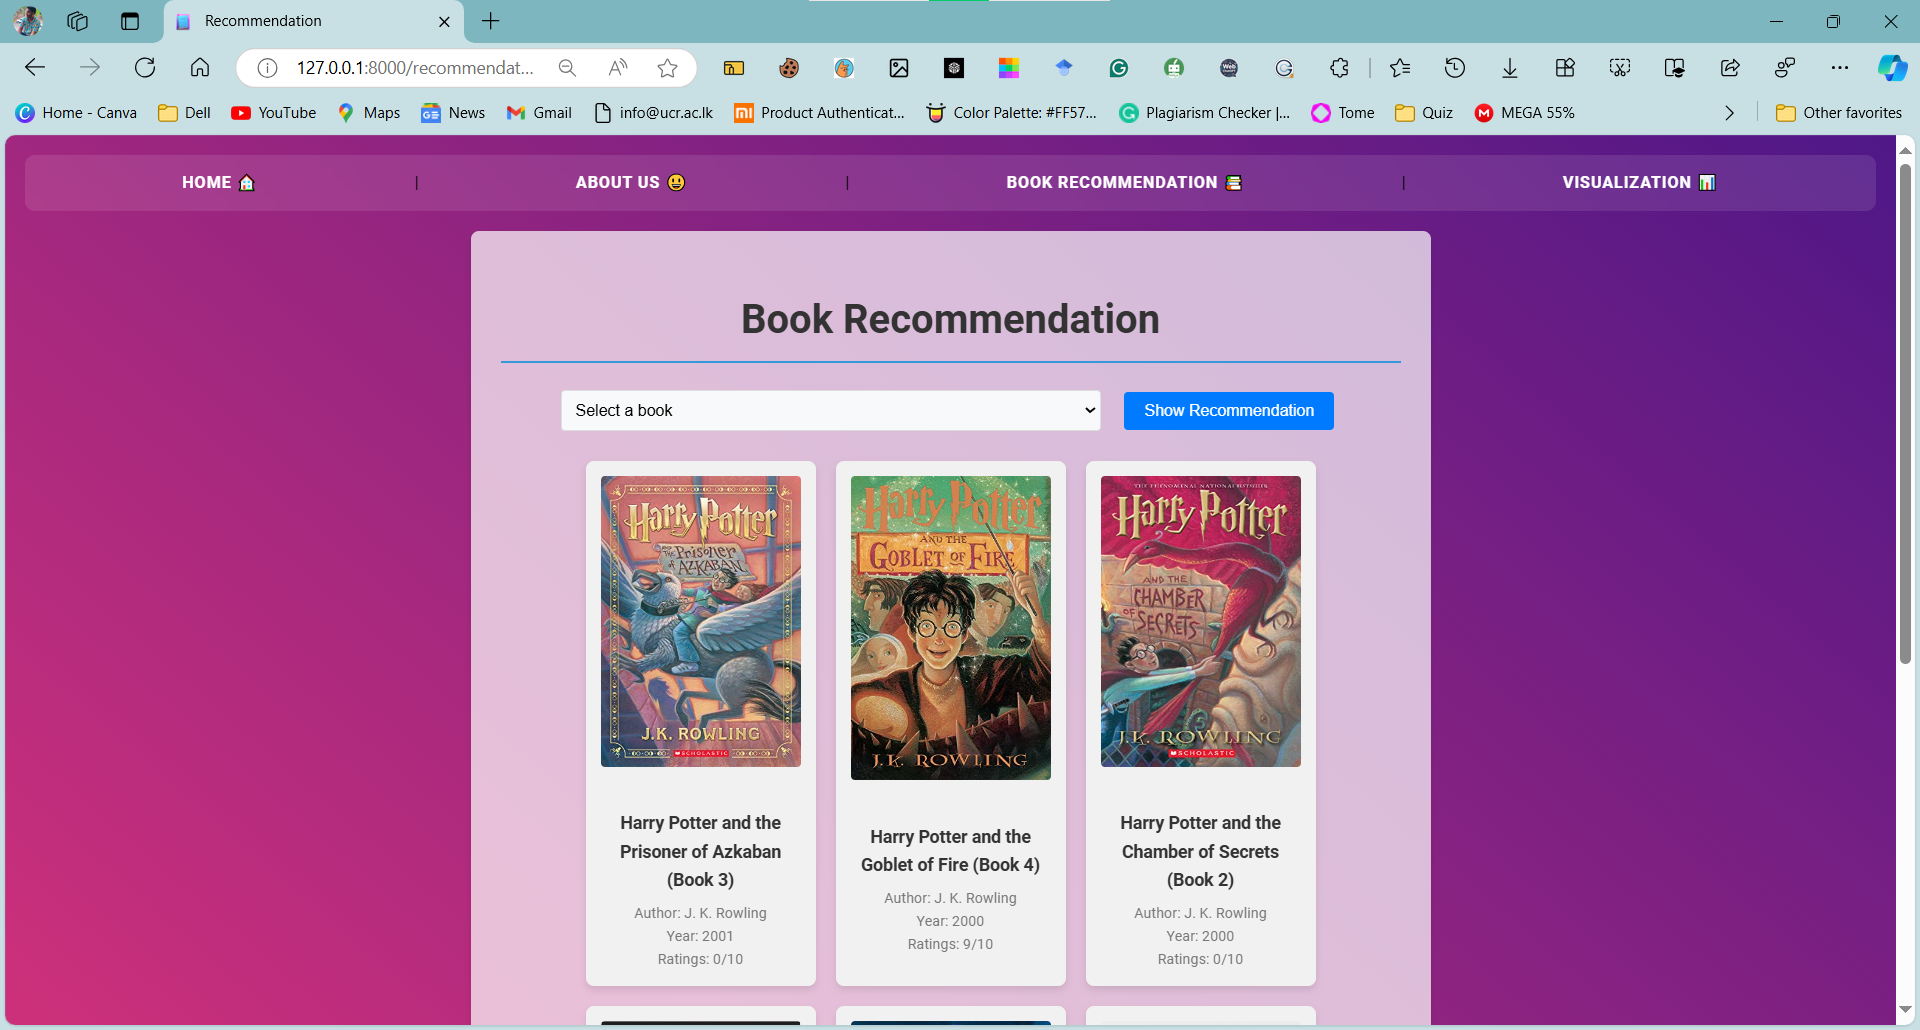 Recommendation
127.0.0.1:8000/recommendat...
Home - Canva
Dell
YouTube
Maps
News
Gmail
info@ucr.ac.lk
Product Authenticat...
Color Palette: #FF57...
Plagiarism Checker |...
Tome
Quiz
MEGA 55%
Other favorites
HOME 🏠 | ABOUT US 😃 | BOOK RECOMMENDATION 📚 | VISUALIZATION 📊
Book Recommendation
Select a book
Show Recommendation
Harry Potter
AND THE
PRISONER
of AZKABAN
J.K. ROWLING
SCHOLASTIC
Harry Potter and the
Prisoner of Azkaban
(Book 3)
Author: J. K. Rowling
Year: 2001
Ratings: 0/10
Harry Potter
AND THE
GOBLET OF FIRE
J.K. ROWLING
Harry Potter and the
Goblet of Fire (Book 4)
Author: J. K. Rowling
Year: 2000
Ratings: 9/10
THE PHENOMENAL NATIONAL BESTSELLER
Harry Potter
AND THE
CHAMBER
OF SECRETS
J.K. ROWLING
SCHOLASTIC
Harry Potter and the
Chamber of Secrets
(Book 2)
Author: J. K. Rowling
Year: 2000
Ratings: 0/10